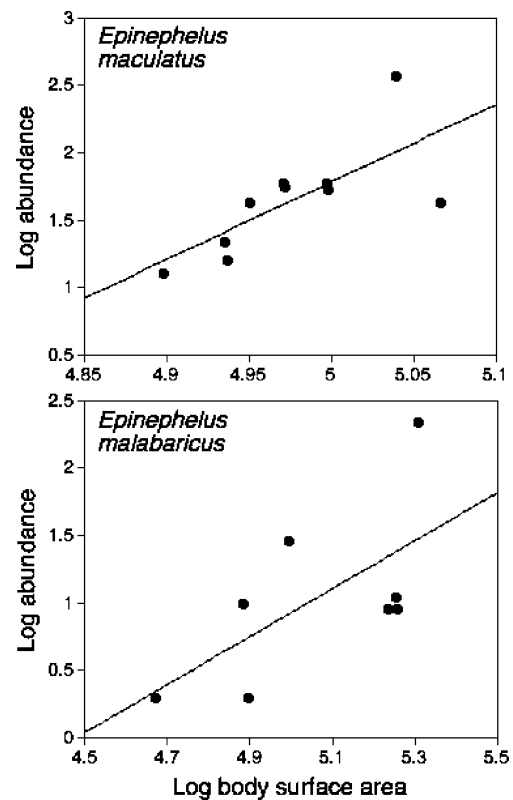 Epinephelus
maculatus
Log abundance
3
2.5
2
1.5
1
0.5
4.85 4.9 4.95 5 5.05 5.1
Epinephelus
malabaricus
Log abundance
2.5
2
1.5
1
0.5
0
4.5 4.7 4.9 5.1 5.3 5.5
Log body surface area